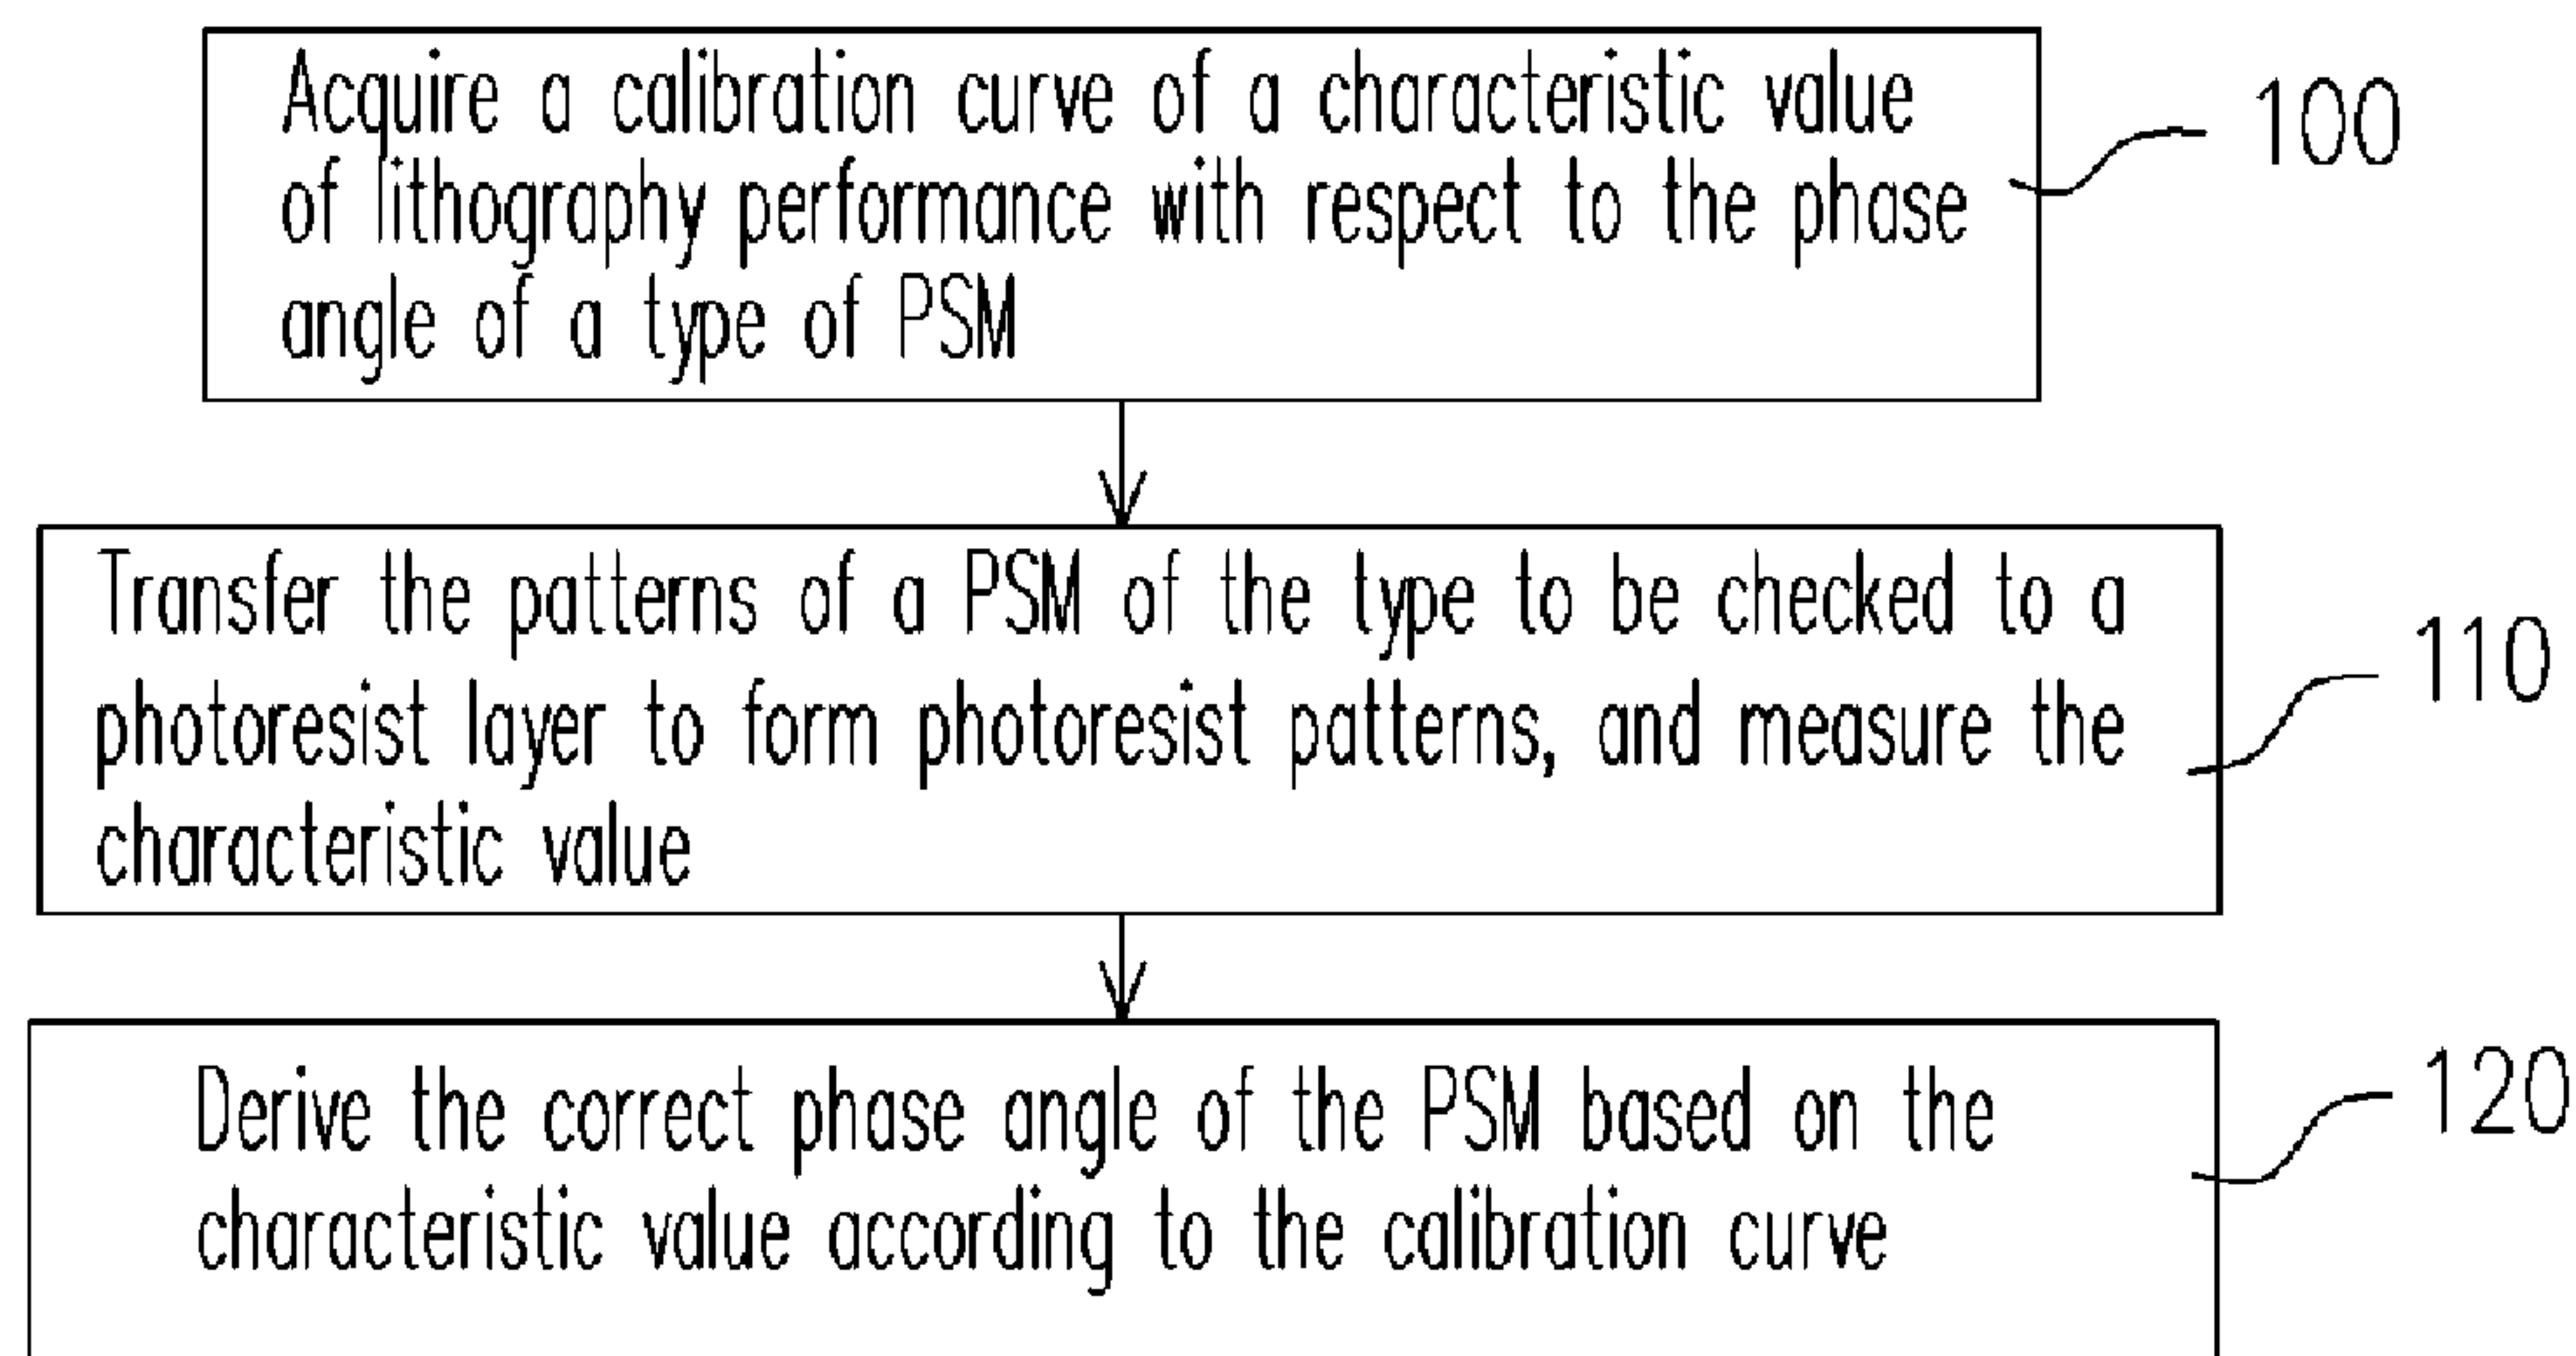 Acquire a calibration curve of a characteristic value
of lithography performance with respect to the phase
angle of a type of PSM
100
Transfer the patterns of a PSM of the type to be checked to a
photoresist layer to form photoresist patterns, and measure the
characteristic value
110
Derive the correct phase angle of the PSM based on the
characteristic value according to the calibration curve
120